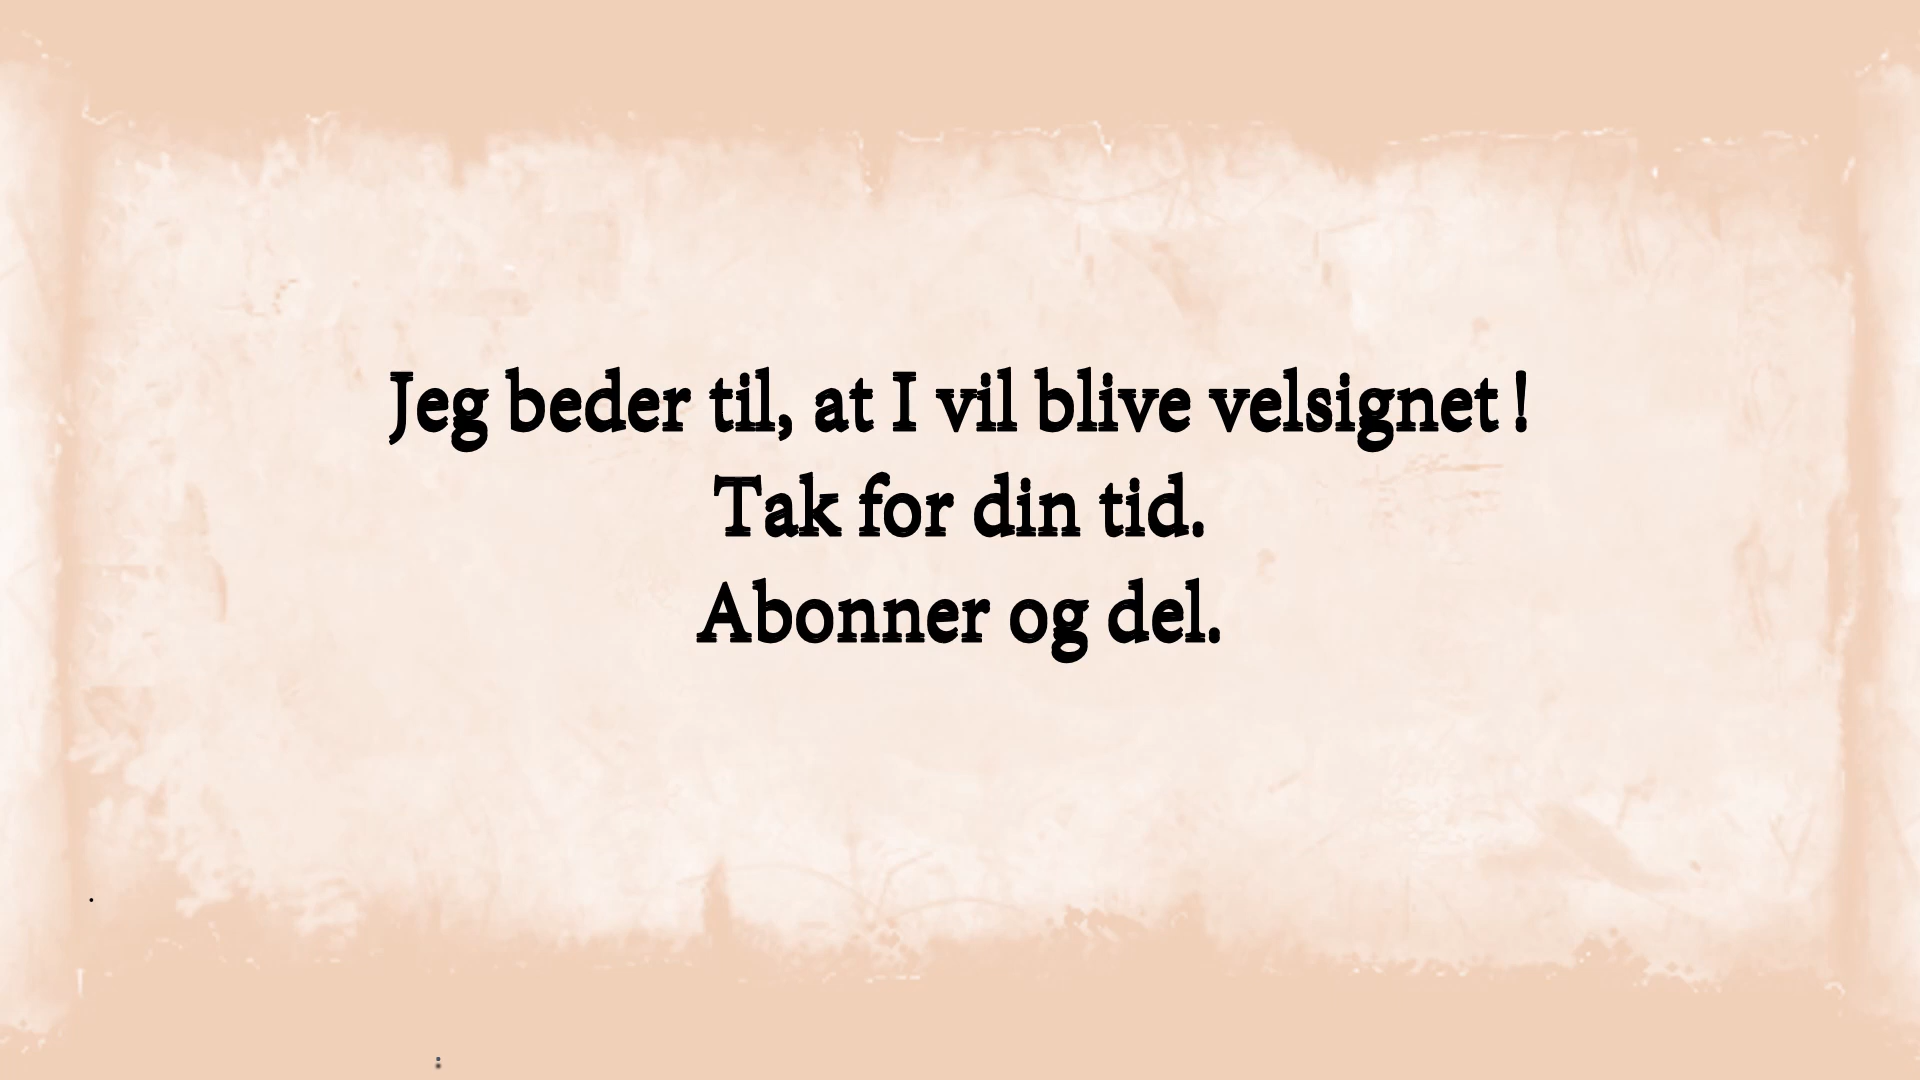 Jeg beder til, at I vil blive velsignet !
Tak for din tid.
Abonner og del.